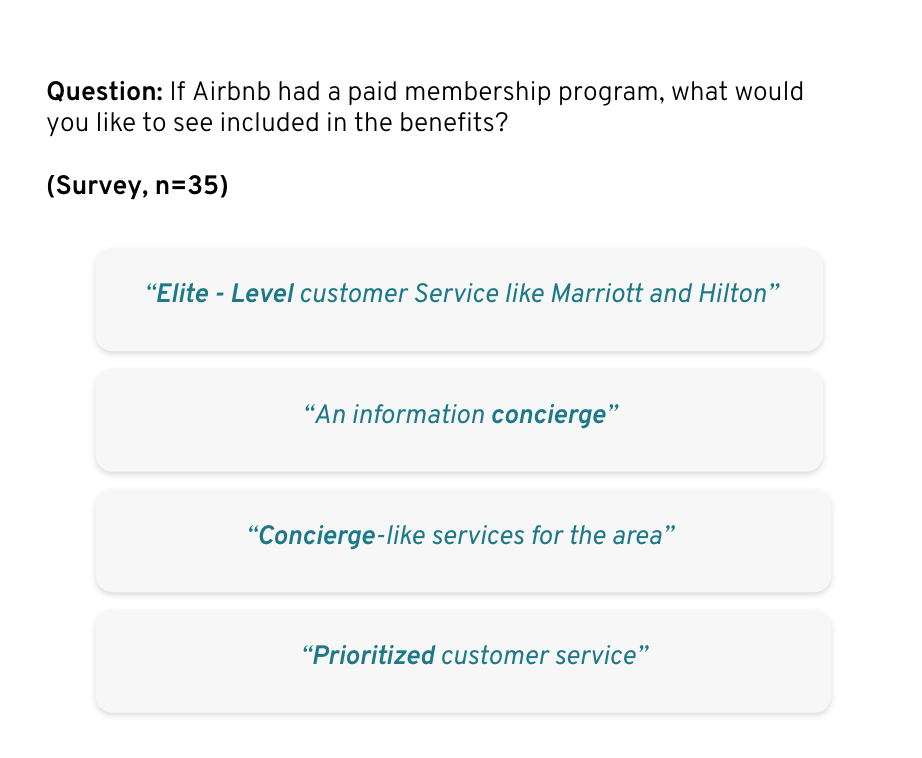 Question: If Airbnb had a paid membership program, what would
you like to see included in the benefits?
(Survey, n=35)
“Elite - Level customer Service like Marriott and Hilton”
“An information concierge”
“Concierge-like services for the area”
“Prioritized customer service”